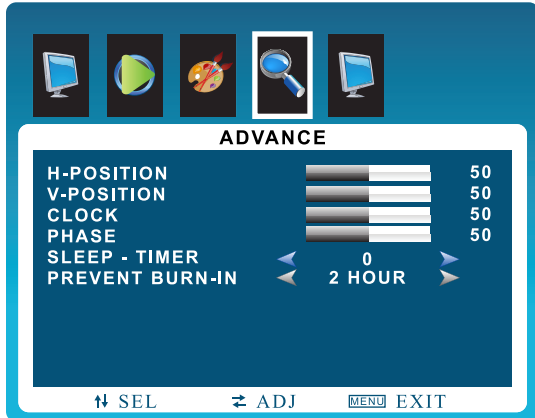 ADVANCE
H-POSITION 50
V-POSITION 50
CLOCK 50
PHASE 50
SLEEP - TIMER 0
PREVENT BURN-IN 2 HOUR
SEL ADJ MENU EXIT